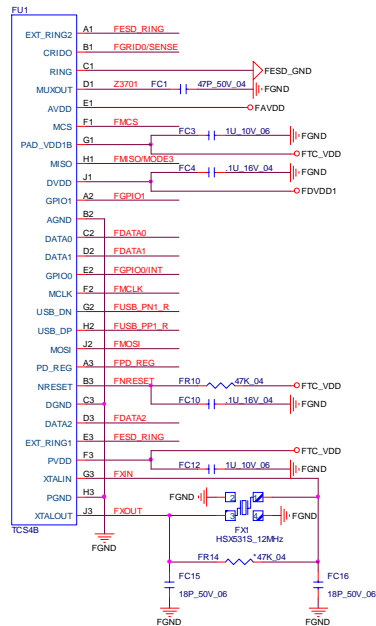 FU1
EXT_RING2 A1 FESD_RING
CRIDO B1 FGRID0/SENSE
RING C1 FESD_GND
MUXOUT D1 Z3701 FC1 47P_50V_04 FGND
AVDD E1 FAVDD
MCS F1 FMCS
FC3 1U_10V_06 FGND
PAD_VDD1B G1
FTC_VDD
MISO H1 FMISO/MODE3
FC4 .1U_16V_04 FGND
DVDD J1
FDVDD1
GPIO1 A2 FGPIO1
AGND B2
DATA0 C2 FDATA0
DATA1 D2 FDATA1
GPIO0 E2 FGPIO0/INT
MCLK F2 FMCLK
USB_DN G2 FUSB_PN1_R
USB_DP H2 FUSB_PP1_R
MOSI J2 FMOSI
PD_REG A3 FPD_REG
NRESET B3 FNRESET FR10 47K_04 FTC_VDD
DGND C3 FC10 .1U_16V_04 FGND
DATA2 D3 FDATA2
EXT_RING1 E3 FESD_RING
FTC_VDD
PVDD F3
FC12 1U_10V_06 FGND
XTALIN G3 FXIN
PGND H3 FGND 2 1
XTALOUT J3 FXOUT 3 4 FGND
TCS4B
FX1
HSX531S_12MHz
FGND
FR14 *47K_04
FC15 FC16
18P_50V_06 18P_50V_06
FGND FGND